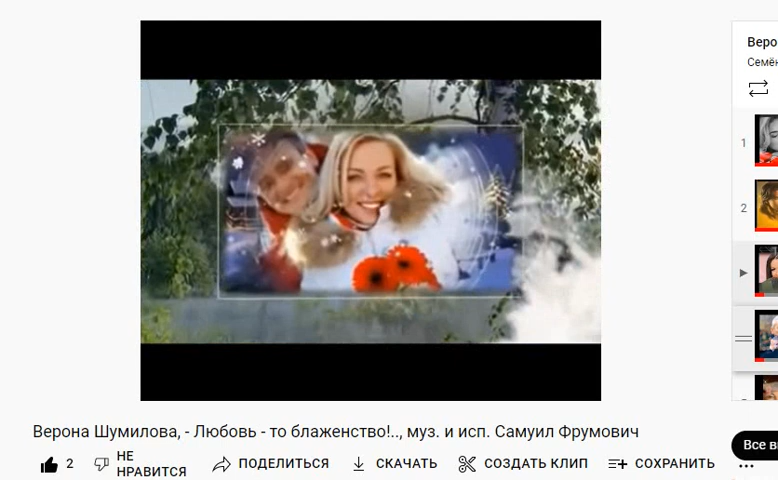 Верона Шумилова, - Любовь - то блаженство!.., муз. и исп. Самуил Фрумович
2
НЕ
НРАВИТСЯ
ПОДЕЛИТЬСЯ
СКАЧАТЬ
СОЗДАТЬ КЛИП
СОХРАНИТЬ
Веро
Семён
1
2
Все в